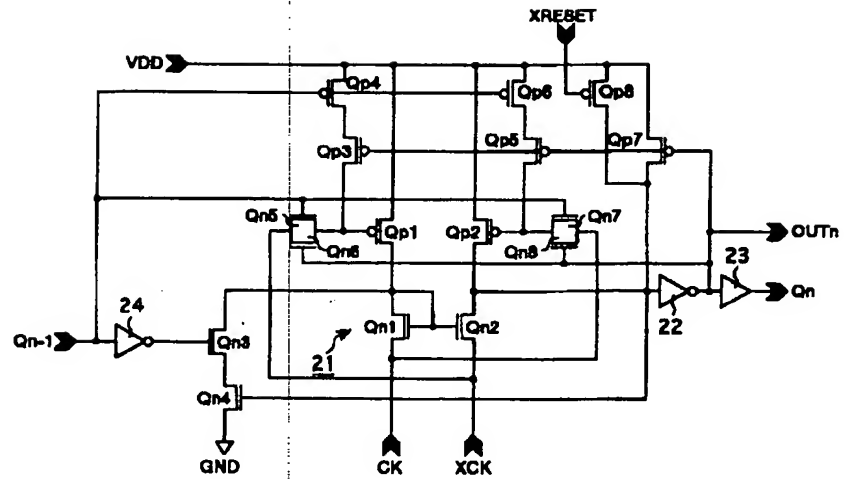 XRESET
VDD
Qp4
Qp6
Qp8
Qp3
Qp5
Qp7
Qn5
Qn7
Qn6
Qp1
Qp2
Qn8
OUTn
23
24
22
Qn
Qn-1
Qn3
Qn1
Qn2
21
Qn4
GND
CK
XCK